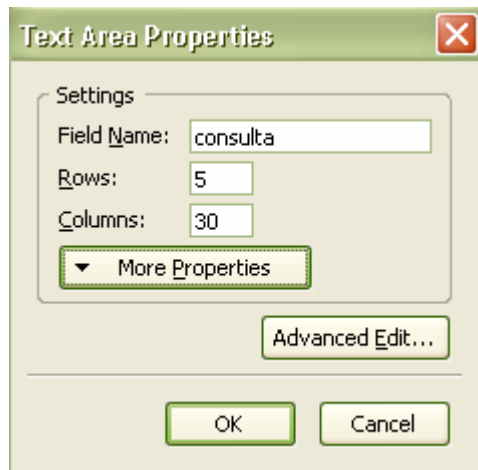 Text Area Properties
Settings
Field Name: consulta
Rows: 5
Columns: 30
More Properties
Advanced Edit...
OK Cancel